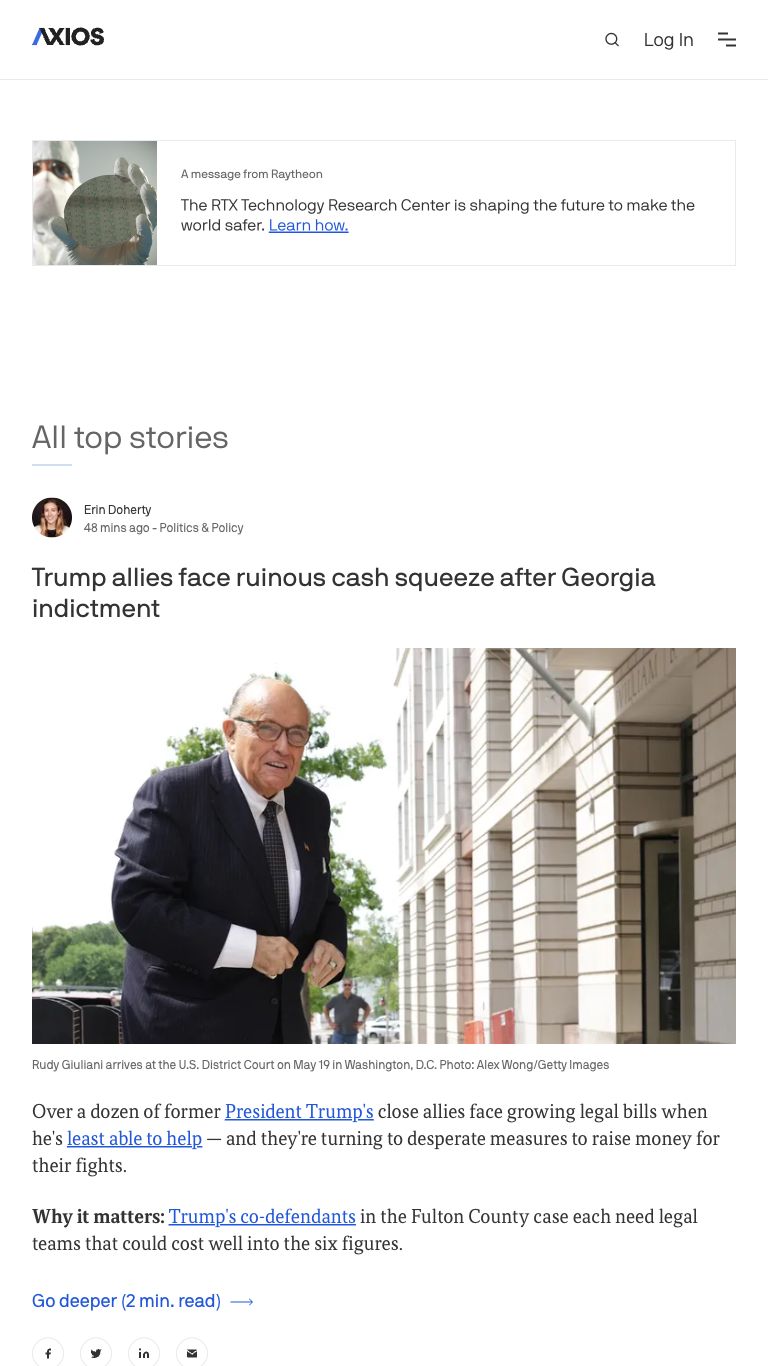 AXIOS
Log In
A message from Raytheon
The RTX Technology Research Center is shaping the future to make the
world safer. Learn how.
All top stories
Erin Doherty
48 mins ago - Politics & Policy
Trump allies face ruinous cash squeeze after Georgia
indictment
WILLIAM
Rudy Giuliani arrives at the U.S. District Court on May 19 in Washington, D.C. Photo: Alex Wong/Getty Images
Over a dozen of former President Trump's close allies face growing legal bills when
he's least able to help — and they're turning to desperate measures to raise money for
their fights.
Why it matters: Trump's co-defendants in the Fulton County case each need legal
teams that could cost well into the six figures.
Go deeper (2 min. read)